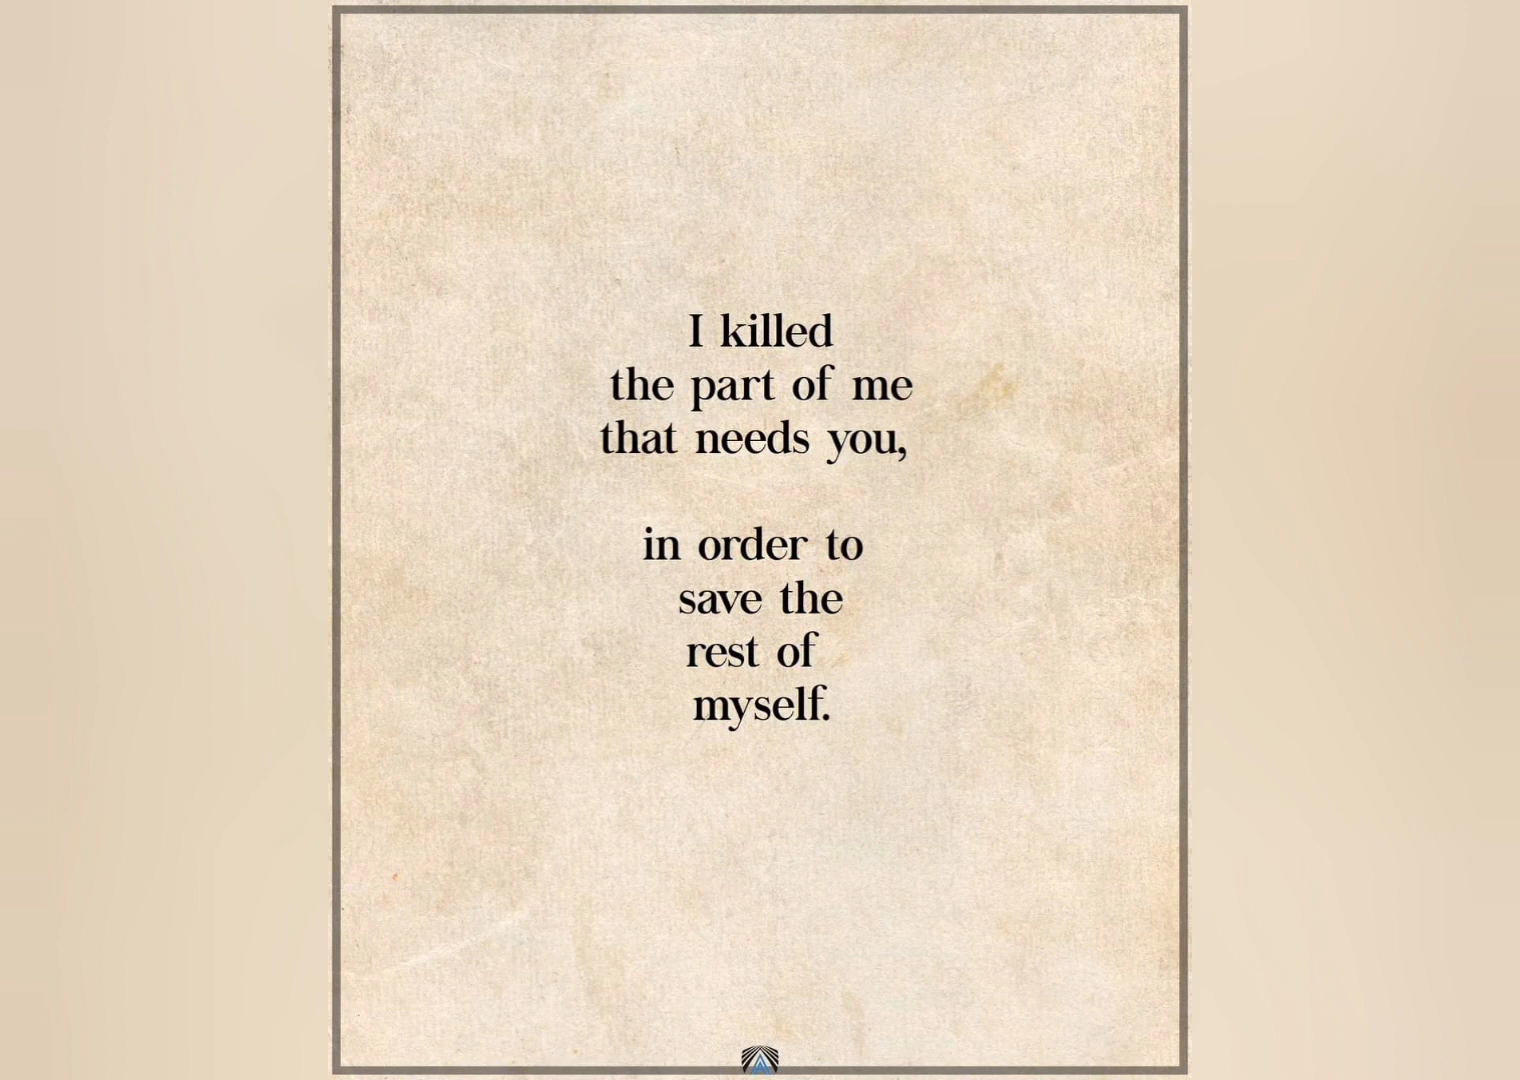 I killed
the part of me
that needs you,
in order to
save the
rest of
myself.